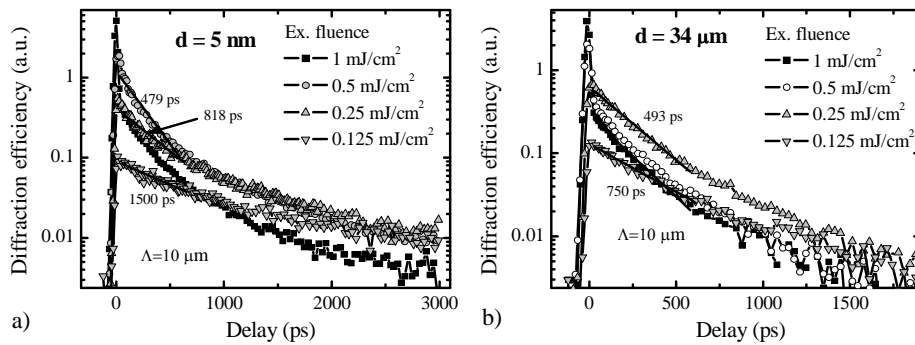 Diffraction efficiency (a.u.)
1
0.1
0.01
d = 5 nm
Ex. fluence
1 mJ/cm²
0.5 mJ/cm²
0.25 mJ/cm²
0.125 mJ/cm²
479 ps
818 ps
1500 ps
Λ=10 μm
0 1000 2000 3000
a) Delay (ps)
Diffraction efficiency (a.u.)
1
0.1
0.01
d = 34 μm
Ex. fluence
1 mJ/cm²
0.5 mJ/cm²
0.25 mJ/cm²
0.125 mJ/cm²
493 ps
750 ps
Λ=10 μm
0 500 1000 1500
b) Delay (ps)